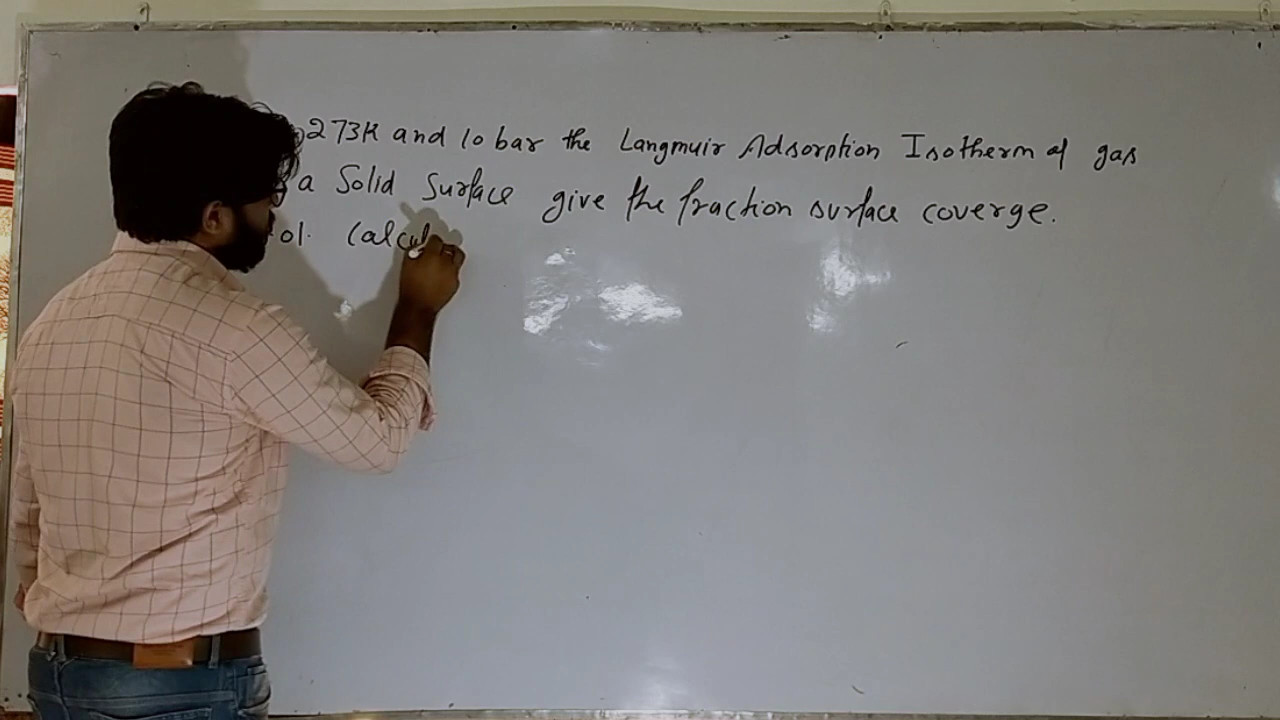 273K and 10 bar the Langmuir Adsorption Isotherm of gas
a Solid Surface give the fraction surface coverge.
01. Calcul